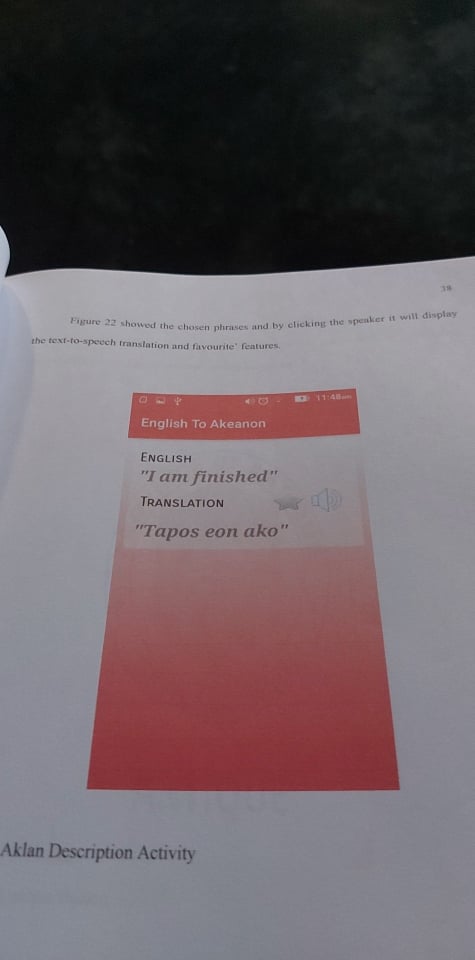 38
Figure 22 showed the chosen phrases and by clicking the speaker it will display
the text-to-speech translation and favourite' features.
11:48am
English To Akeanon
ENGLISH
"I am finished"
TRANSLATION
"Tapos eon ako"
Aklan Description Activity